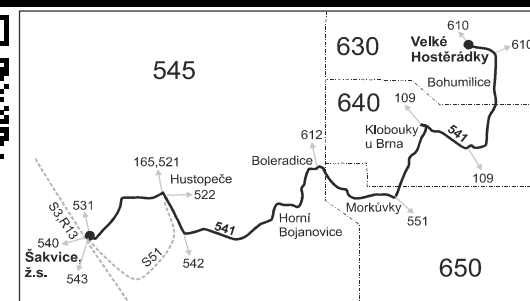 610
630
Velké
Hostěrádky
610
545
Bohumilice
640
109
Klobouky
u Brna
541
612
Boleradice
109
165,521
Hustopeče
522
531
S3,R13
541
Horní
Bojanovice
Morkůvky
551
540
Šakvice,
ž.s.
543
S51
542
650